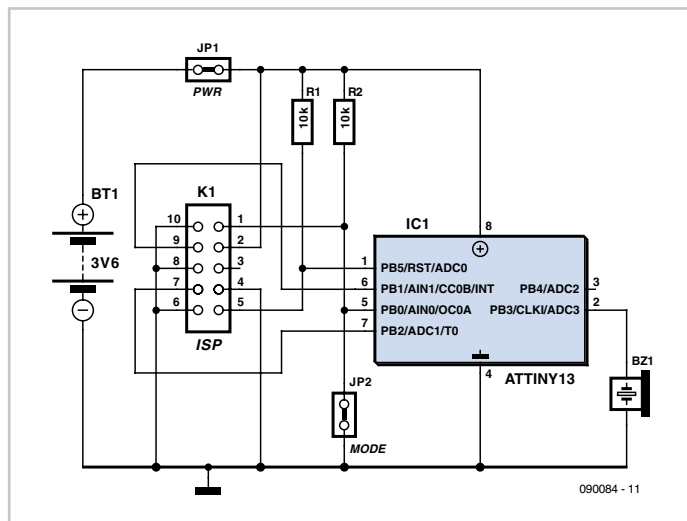 JP1
PWR
R1
10k
R2
10k
BT1
+
3V6
K1
10 1
9 2
8 3
7 4
6 5
ISP
IC1
8
+
1 PB5/RST/ADC0
6 PB1/AIN1/CC0B/INT
PB4/ADC2 3
5 PB0/AIN0/OC0A
PB3/CLKI/ADC3 2
7 PB2/ADC1/T0
4
ATTINY13
BZ1
JP2
MODE
090084 - 11